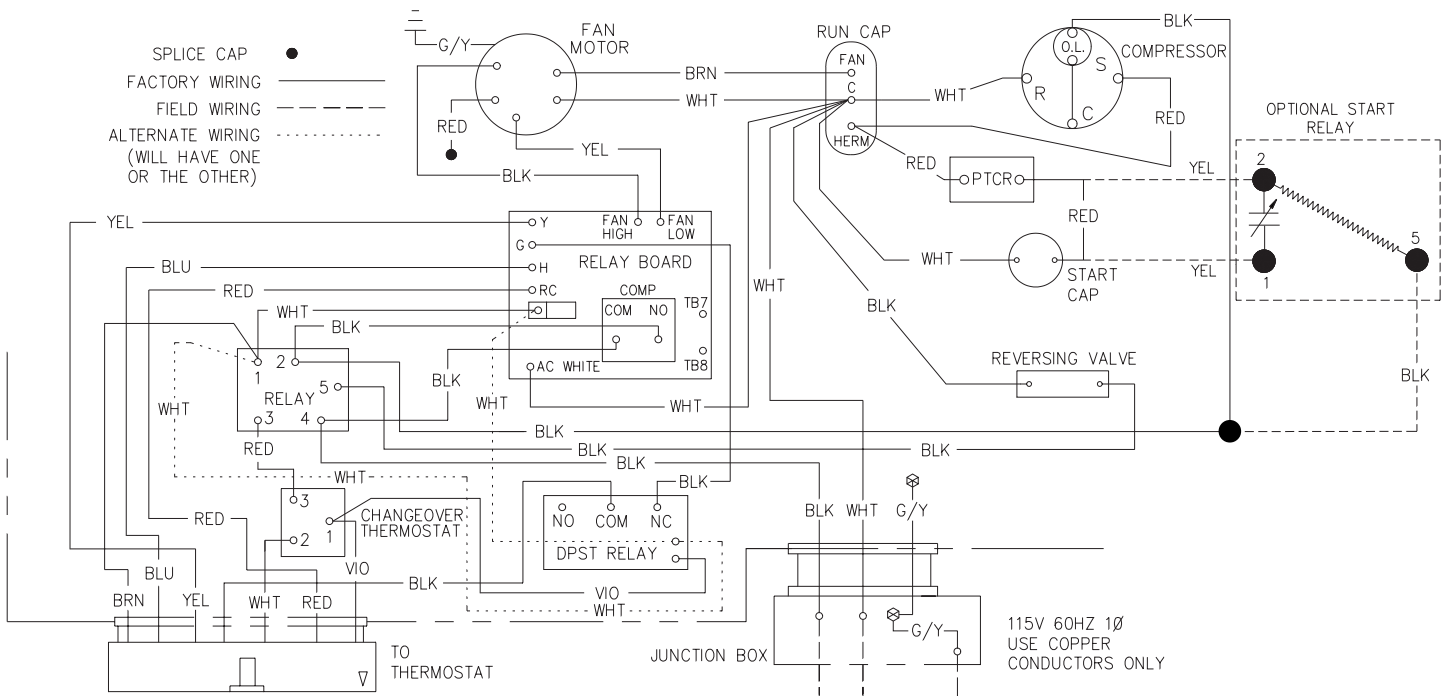 SPLICE CAP
FACTORY WIRING
FIELD WIRING
ALTERNATE WIRING
(WILL HAVE ONE
OR THE OTHER)
G/Y
FAN
MOTOR
RED
BRN
WHT
YEL
BLK
RUN CAP
FAN
C
HERM
BLK
O.L.
COMPRESSOR
S
R
C
WHT
RED
OPTIONAL START
RELAY
2
5
1
YEL
YEL
BLK
RED
PTCR
RED
WHT
START
CAP
BLK
REVERSING VALVE
WHT
YEL
BLU
RED
WHT
BLK
Y
FAN
HIGH
FAN
LOW
G
H
RELAY BOARD
RC
COMP
COM NO
TB7
TB8
AC WHITE
WHT
BLK
WHT
1
2
5
RELAY
3
4
WHT
RED
BLK
BLK
BLK
WHT
BLK
3
CHANGEOVER
THERMOSTAT
1
2
RED
NO COM NC
DPST RELAY
BLK WHT G/Y
VIO
BLU
BLK
VIO
WHT
BRN
YEL
WHT
RED
TO
THERMOSTAT
JUNCTION BOX
G/Y
115V 60HZ 1Ø
USE COPPER
CONDUCTORS ONLY